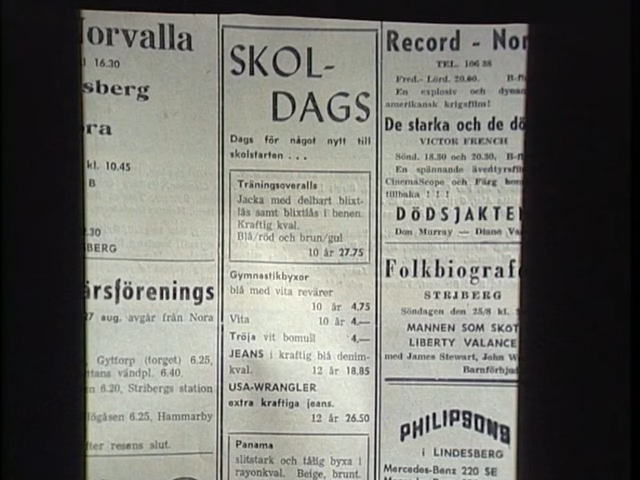 orvalla
16.30
sberg
ra
kl. 10.45
B
.30
BERG
ärsförenings
27 aug. avgår från Nora
Gyttorp (torget) 6.25,
ttans vändpl. 6.40.
n 6.20, Stribergs station
lögåsen 6.25, Hammarby
fter resens slut.
SKOL-
DAGS
Dags för något nytt till
skolstarten . . .
Träningsoveralls
Jacka med delbart blixt-
lås samt blixtlås i benen.
Kraftig kval.
Blå/röd och brun/gul
10 år 27.75
Gymnastikbyxor
blå med vita revärer
10 år 4.75
Vita 10 år 4,—
Tröja vit bomull 4,—
JEANS i kraftig blå denim-
kval. 12 år 18.85
USA-WRANGLER
extra kraftiga jeans.
12 år 26.50
Panama
slitstark och tålig byxa i
rayonkval. Beige, brunt.
Record - Nor
TEL. 106 38
Fred.- Lörd. 20.00. B-f
En explosiv och dynam
amerikansk krigsfilm!
De starka och de dö
VICTOR FRENCH
Sönd. 18.30 och 20.30. B-f
En spännande äventyrsfi
CinemaScope och Färg
tillbaka ! ! !
DÖDSJAKTEN
Don Murray — Diane Va
Folkbiografe
STRIBERG
Söndagen den 25/8 kl.
MANNEN SOM SKOT
LIBERTY VALANCE
med James Stewart, John W
Barnförbjud
PHILIPSONS
i LINDESBERG
Mercedes-Benz 220 SE